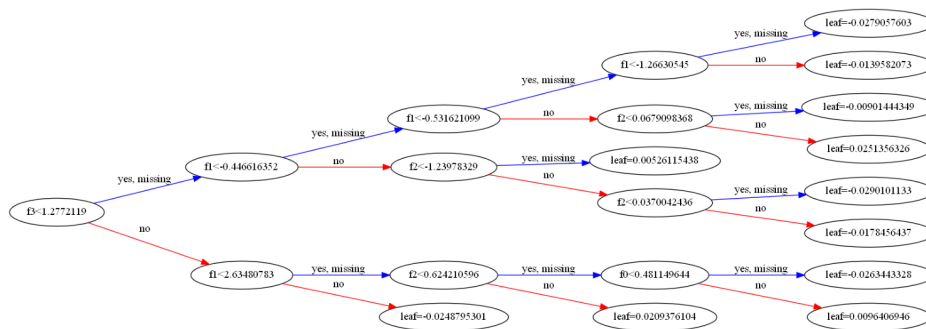 leaf=-0.0279057603
yes, missing
f1<-1.26630545
no
leaf=-0.0139582073
yes, missing
f1<-0.531621099
no
f2<0.0679098368
yes, missing
leaf=-0.00901444349
no
leaf=0.0251356326
yes, missing
f1<-0.446616352
no
f2<-1.23978329
yes, missing
leaf=0.00526115438
no
f2<0.0370042436
yes, missing
leaf=-0.0290101133
no
leaf=-0.0178456437
yes, missing
f3<1.2772119
no
f1<2.63480783
yes, missing
f2<0.624210596
yes, missing
f0<0.481149644
yes, missing
leaf=-0.0263443328
no
leaf=-0.0248795301
no
leaf=0.0209376104
no
leaf=0.0096406946